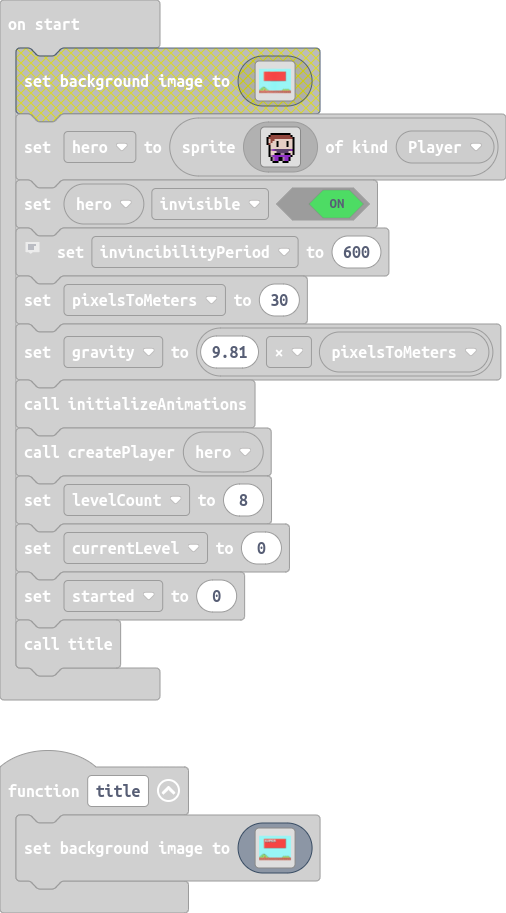 on start
set background image to
set hero to sprite of kind Player
set hero invisible ON
set invincibilityPeriod to 600
set pixelsToMeters to 30
set gravity to 9.81 × pixelsToMeters
call initializeAnimations
call createPlayer hero
set levelCount to 8
set currentLevel to 0
set started to 0
call title
function title
set background image to